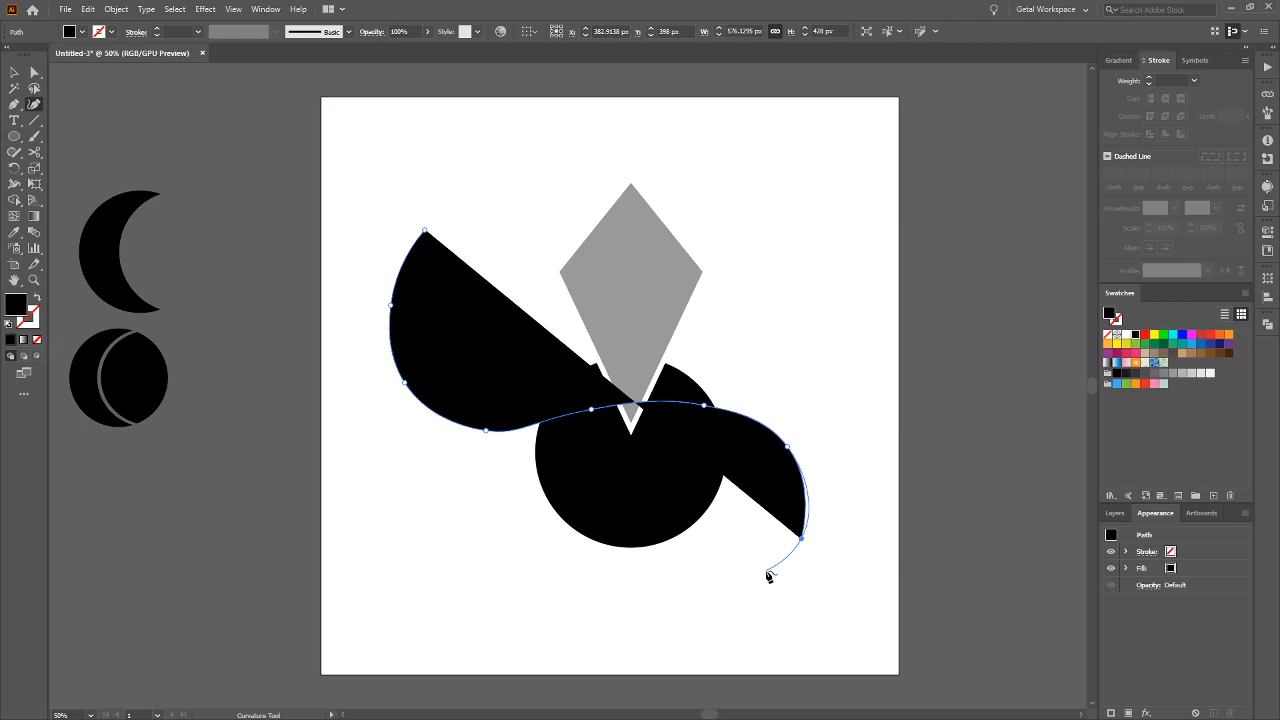 Ai File Edit Object Type Select Effect View Window Help Getal Workspace Search Adobe Stock
Path Stroke: Basic Opacity: 100% Style: X: 382.9138 px Y: 398 px W: 576.1295 px H: 428 px
Untitled-3* @ 50% (RGB/GPU Preview)
Gradient Stroke Symbols
Weight:
Cap:
Corner: Limit: x
Align Stroke:
Dashed Line
dash gap dash gap dash gap
Arrowheads:
Scale: 100% 100%
Align:
Profile:
Swatches
Layers Appearance Artboards
Path
Stroke:
Fill:
Opacity: Default
50% 1 Curvature Tool